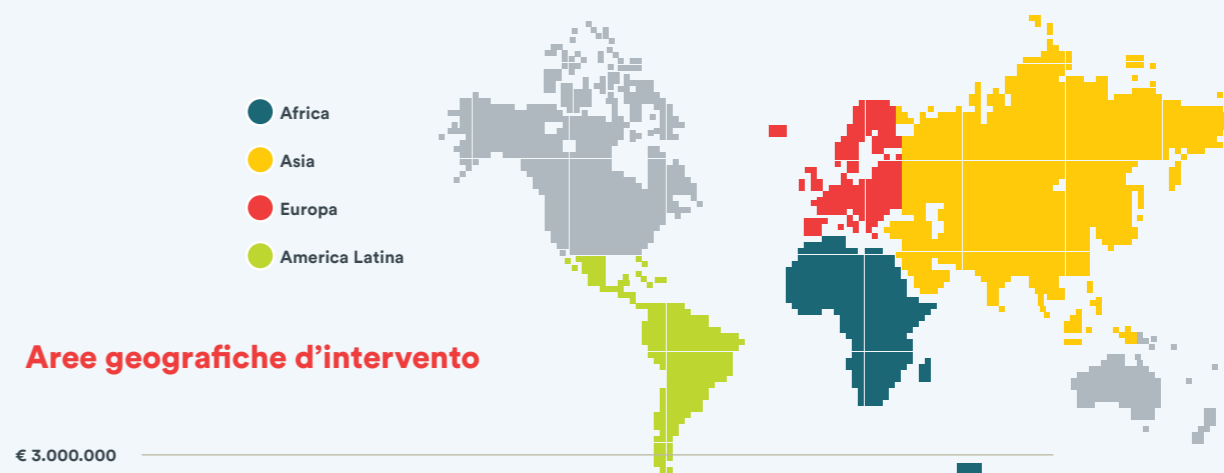 Africa
Asia
Europa
America Latina
Aree geografiche d'intervento
€ 3.000.000